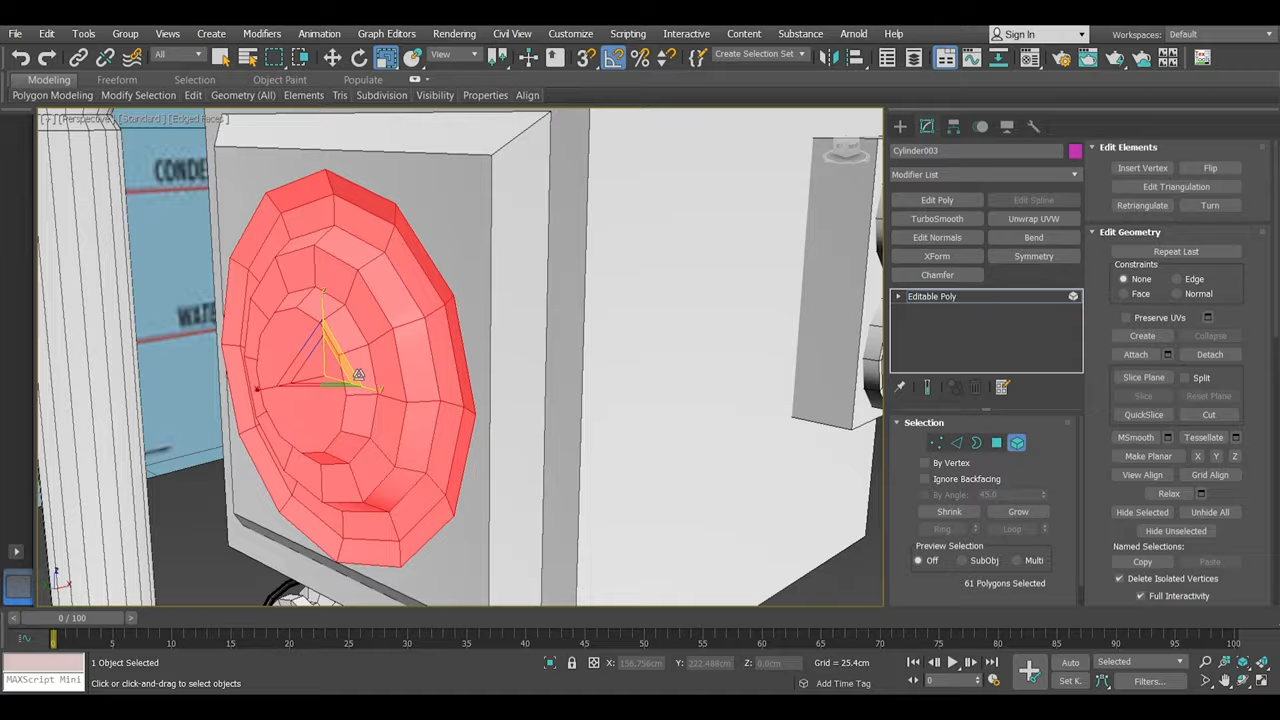 File Edit Tools Group Views Create Modifiers Animation Graph Editors Rendering Civil View Customize Scripting Interactive Content Substance Arnold Help Sign In Workspaces: Default
All View Create Selection Set
Modeling Freeform Selection Object Paint Populate
Polygon Modeling Modify Selection Edit Geometry (All) Elements Tris Subdivision Visibility Properties Align
[+] [Perspective] [Standard] [Edged Faces]
CONDE
WATE
z
y
Cylinder003
Modifier List
Edit Poly Edit Spline
TurboSmooth Unwrap UVW
Edit Normals Bend
XForm Symmetry
Chamfer
Editable Poly
Selection
By Vertex
Ignore Backfacing
By Angle: 45.0
Shrink Grow
Ring Loop
Preview Selection
Off SubObj Multi
61 Polygons Selected
Edit Elements
Insert Vertex Flip
Edit Triangulation
Retriangulate Turn
Edit Geometry
Repeat Last
Constraints
None Edge
Face Normal
Preserve UVs
Create Collapse
Attach Detach
Slice Plane Split
Slice Reset Plane
QuickSlice Cut
MSmooth Tessellate
Make Planar X Y Z
View Align Grid Align
Relax
Hide Selected Unhide All
Hide Unselected
Named Selections:
Copy Paste
Delete Isolated Vertices
Full Interactivity
0 / 100
0 5 10 15 20 25 30 35 40 45 50 55 60 65 70 75 80 85 90 95 100
1 Object Selected X: 156.756cm Y: 222.488cm Z: 0.0cm Grid = 25.4cm Auto Selected
MAXScript Mini Click or click-and-drag to select objects Add Time Tag 0 Set K. Filters...